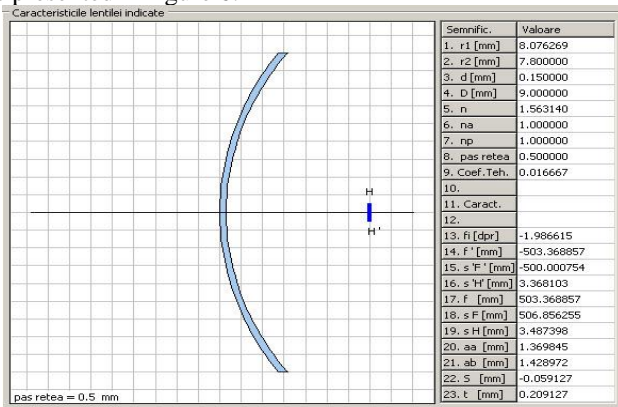 Caracteristicile lentilei indicate
H
H'
pas retea = 0.5 mm
Semnific. Valoare
1. r1 [mm] 8.076269
2. r2 [mm] 7.800000
3. d [mm] 0.150000
4. D [mm] 9.000000
5. n 1.563140
6. na 1.000000
7. np 1.000000
8. pas retea 0.500000
9. Coef.Teh. 0.016667
10.
11. Caract.
12.
13. fi [dpr] -1.986615
14. f ' [mm] -503.368857
15. s 'F ' [mm] -500.000754
16. s 'H' [mm] 3.368103
17. f [mm] 503.368857
18. s F [mm] 506.856255
19. s H [mm] 3.487398
20. aa [mm] 1.369845
21. ab [mm] 1.428972
22. S [mm] -0.059127
23. t [mm] 0.209127